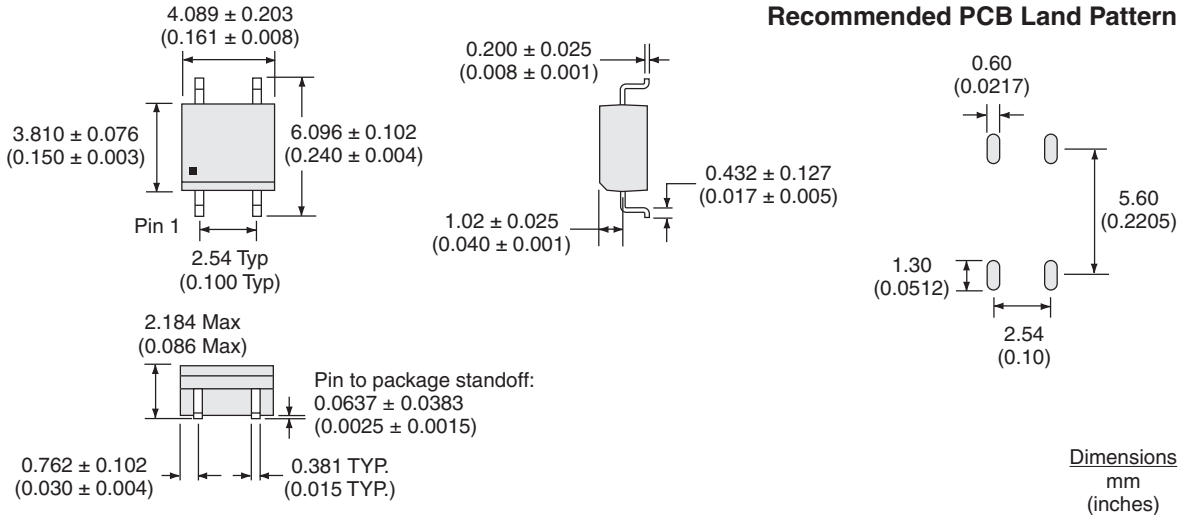 4.089 ± 0.203
(0.161 ± 0.008)
3.810 ± 0.076
(0.150 ± 0.003)
6.096 ± 0.102
(0.240 ± 0.004)
Pin 1
2.54 Typ
(0.100 Typ)
0.200 ± 0.025
(0.008 ± 0.001)
0.432 ± 0.127
(0.017 ± 0.005)
1.02 ± 0.025
(0.040 ± 0.001)
Recommended PCB Land Pattern
0.60
(0.0217)
5.60
(0.2205)
1.30
(0.0512)
2.54
(0.10)
2.184 Max
(0.086 Max)
Pin to package standoff:
0.0637 ± 0.0383
(0.0025 ± 0.0015)
0.762 ± 0.102
(0.030 ± 0.004)
0.381 TYP.
(0.015 TYP.)
Dimensions
mm
(inches)